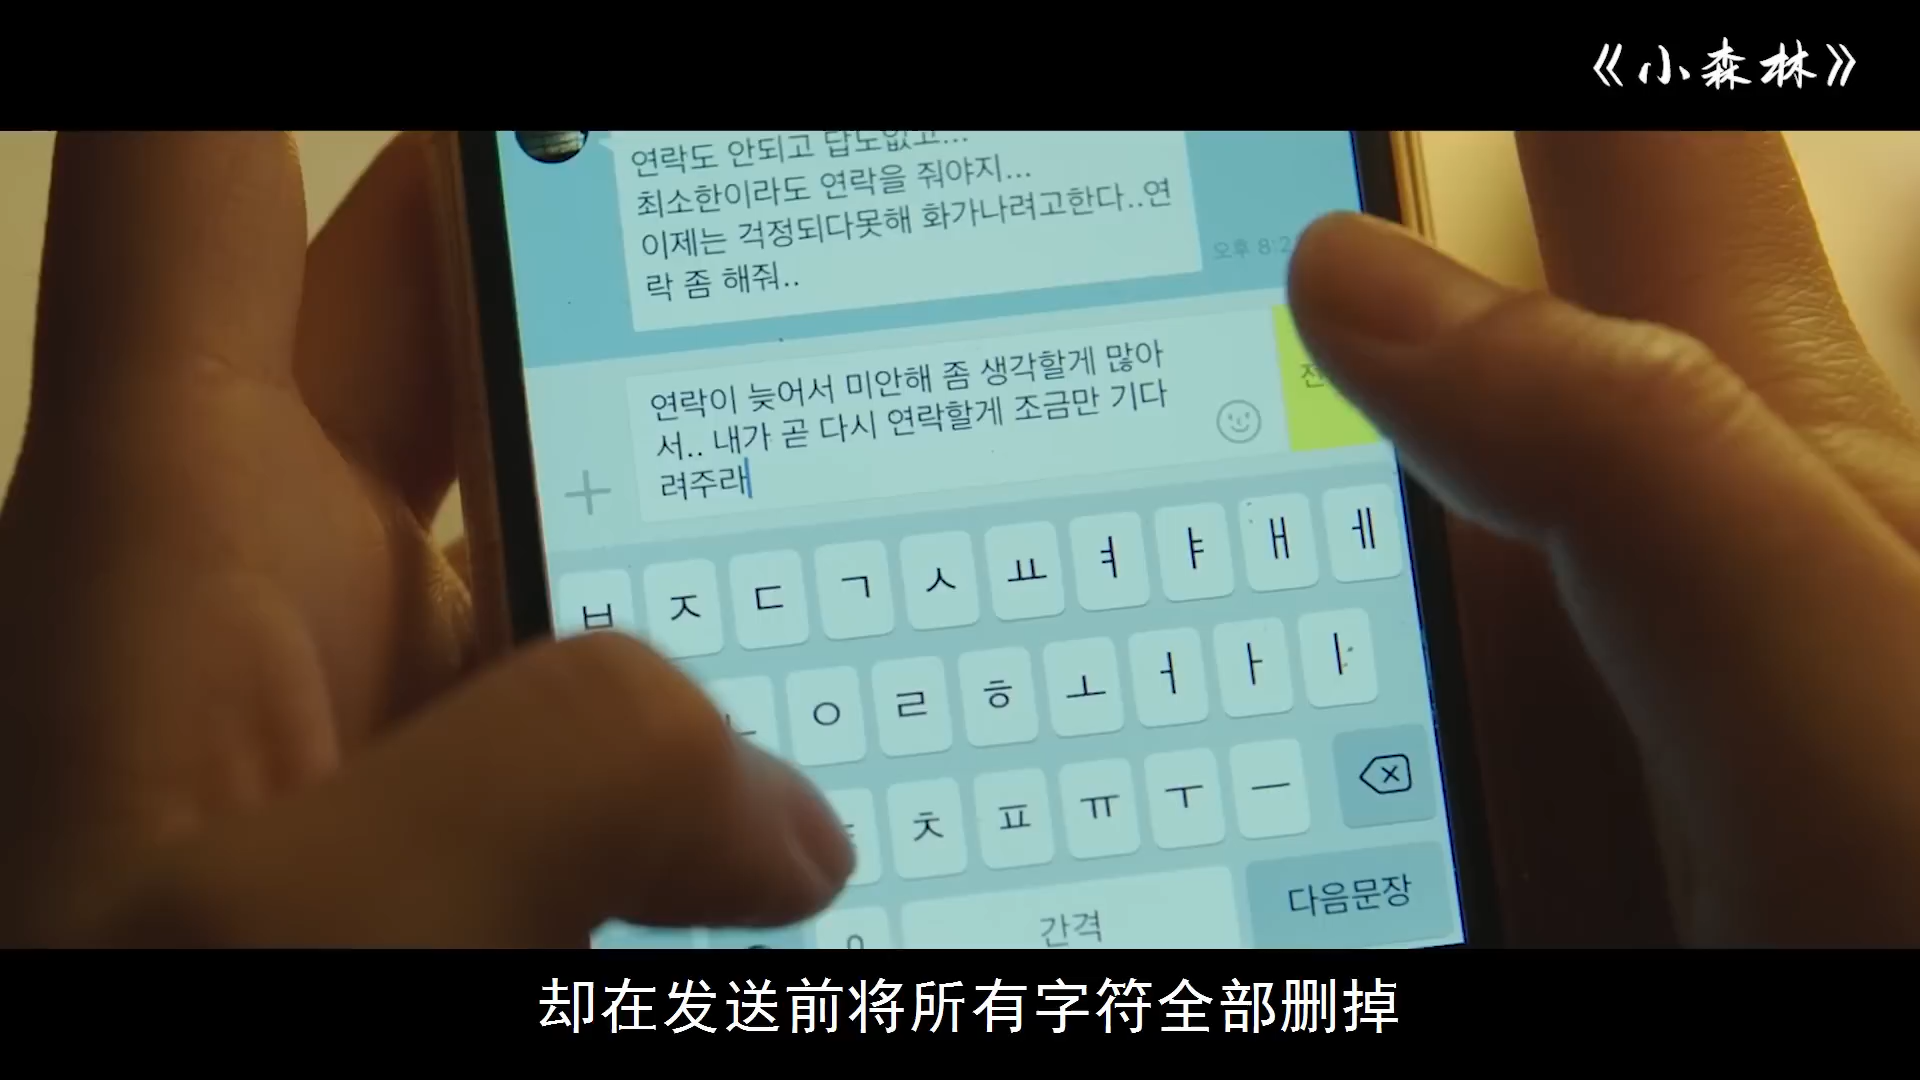 《小森林》
연락도 안되고 답도없고...
최소한이라도 연락을 줘야지...
이제는 걱정되다못해 화가나려고한다..연
락 좀 해줘..
오후 8:2
연락이 늦어서 미안해 좀 생각할게 많아
서.. 내가 곧 다시 연락할게 조금만 기다
려주라
전
ㅂ ㅈ ㄷ ㄱ ㅅ ㅛ ㅕ ㅑ ㅐ ㅔ
ㅇ ㄹ ㅎ ㅗ ㅓ ㅏ ㅣ
ㅊ ㅍ ㅠ ㅜ ㅡ
간격
다음문장
却在发送前将所有字符全部删掉